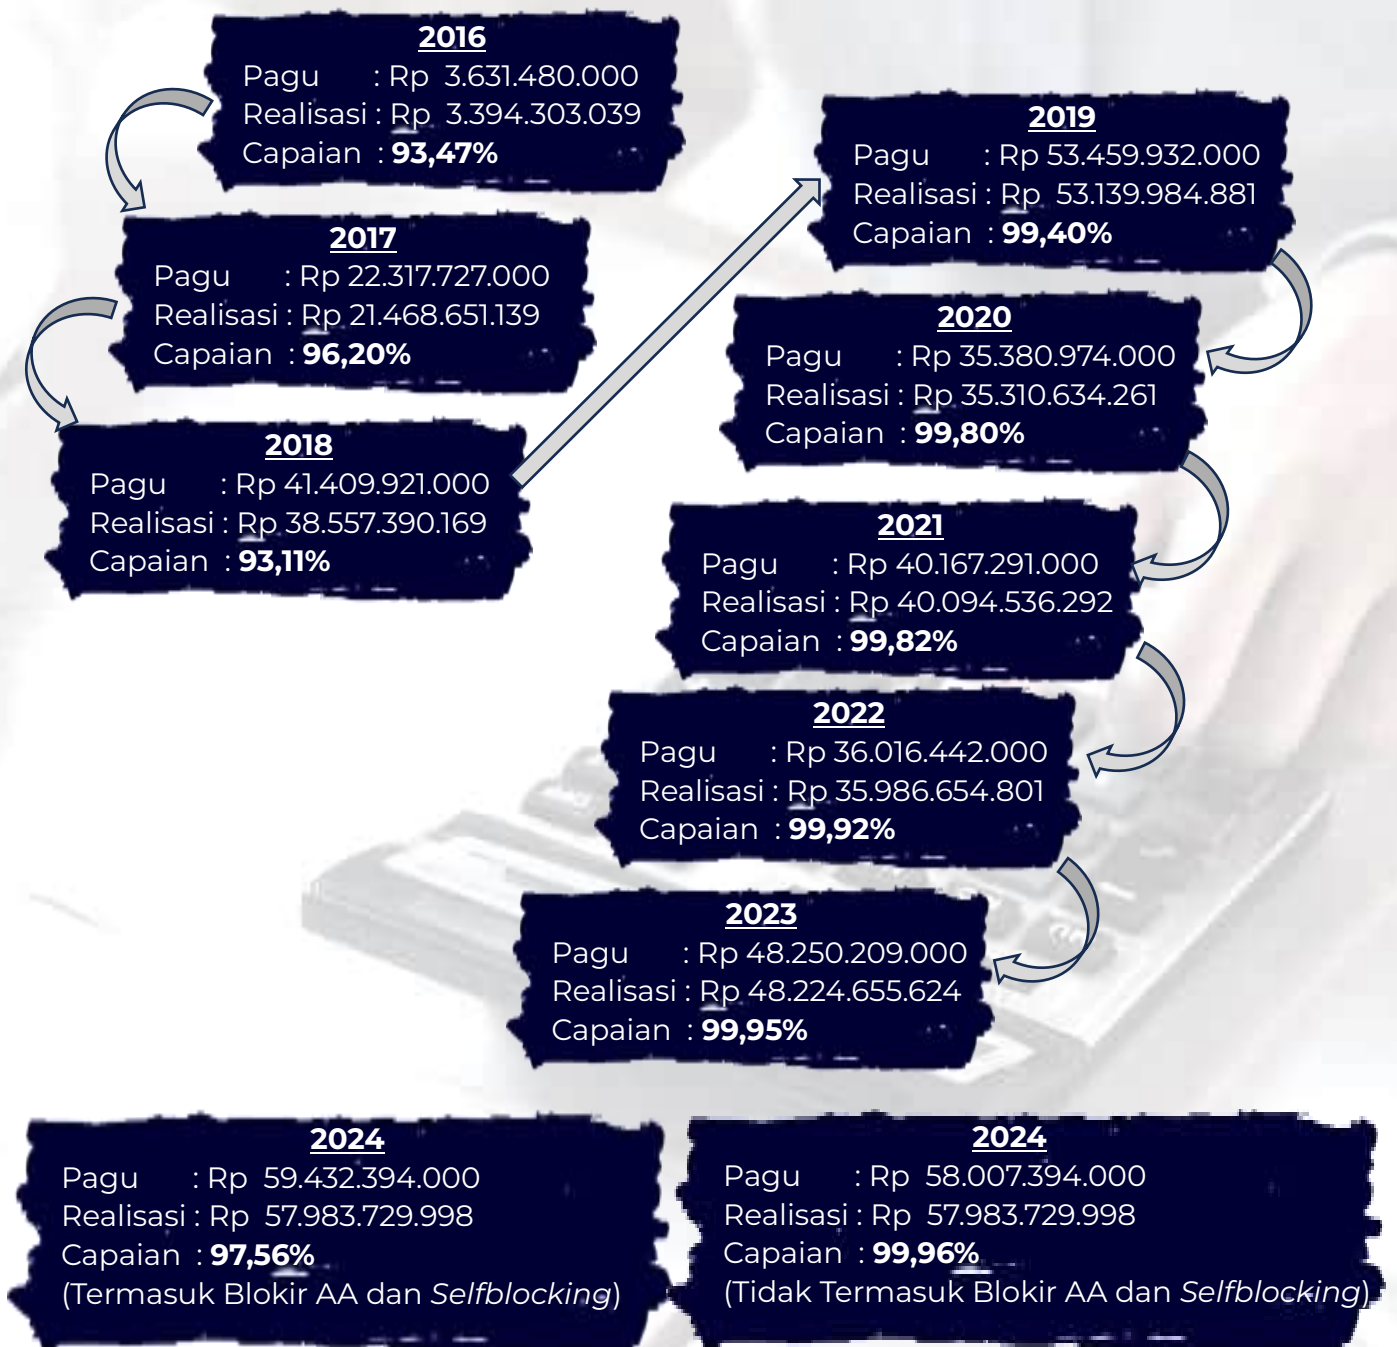 2016
Pagu : Rp 3.631.480.000
Realisasi : Rp 3.394.303.039
Capaian : 93,47%
2017
Pagu : Rp 22.317.727.000
Realisasi : Rp 21.468.651.139
Capaian : 96,20%
2018
Pagu : Rp 41.409.921.000
Realisasi : Rp 38.557.390.169
Capaian : 93,11%
2019
Pagu : Rp 53.459.932.000
Realisasi : Rp 53.139.984.881
Capaian : 99,40%
2020
Pagu : Rp 35.380.974.000
Realisasi : Rp 35.310.634.261
Capaian : 99,80%
2021
Pagu : Rp 40.167.291.000
Realisasi : Rp 40.094.536.292
Capaian : 99,82%
2022
Pagu : Rp 36.016.442.000
Realisasi : Rp 35.986.654.801
Capaian : 99,92%
2023
Pagu : Rp 48.250.209.000
Realisasi : Rp 48.224.655.624
Capaian : 99,95%
2024
Pagu : Rp 59.432.394.000
Realisasi : Rp 57.983.729.998
Capaian : 97,56%
(Termasuk Blokir AA dan Selfblocking)
2024
Pagu : Rp 58.007.394.000
Realisasi : Rp 57.983.729.998
Capaian : 99,96%
(Tidak Termasuk Blokir AA dan Selfblocking)